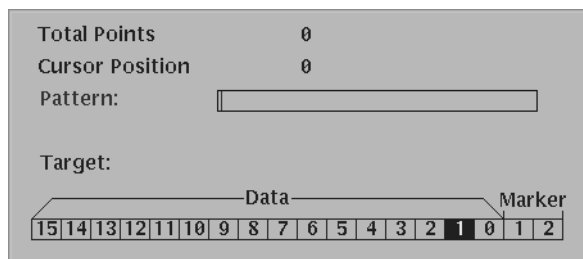 Total Points 0
Cursor Position 0
Pattern:
Target:
Data Marker
15 14 13 12 11 10 9 8 7 6 5 4 3 2 1 0 1 2